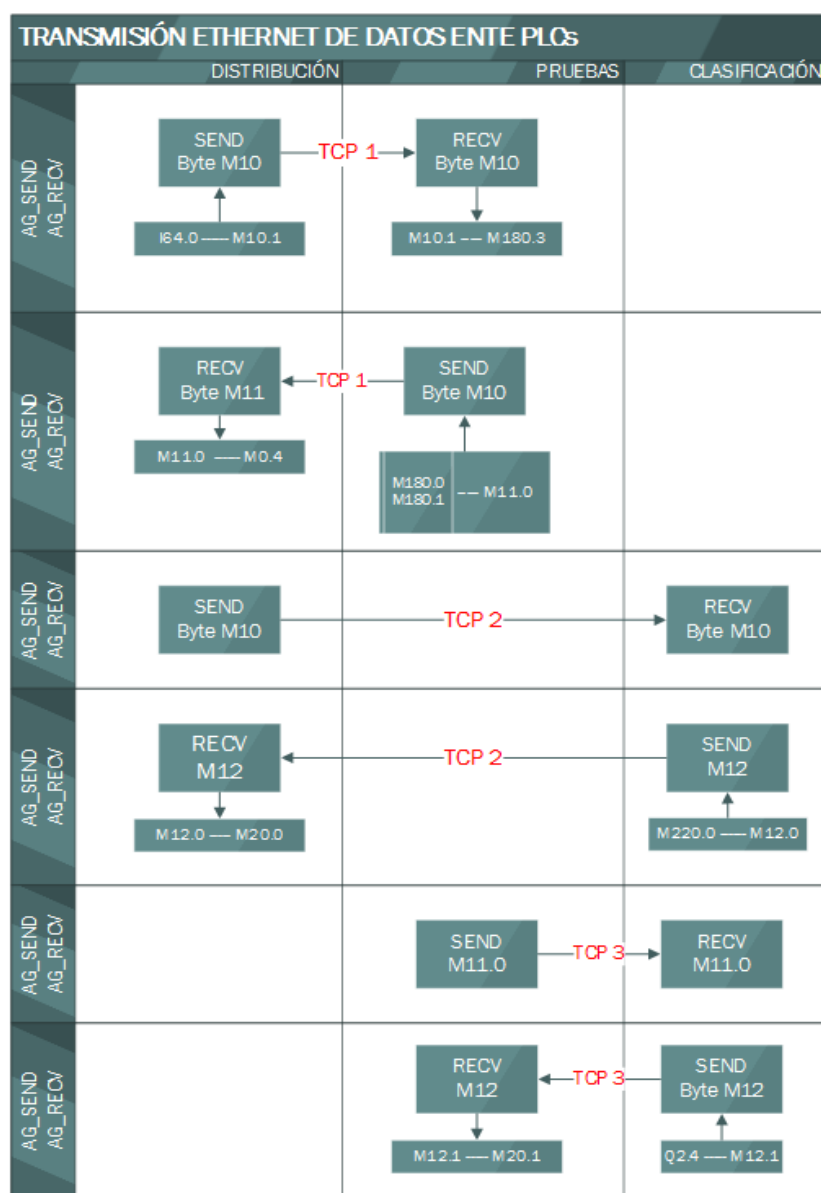 TRANSMISIÓN ETHERNET DE DATOS ENTE PLCs
DISTRIBUCIÓN
PRUEBAS
CLASIFICACIÓN
AG_SEND
AG_RECV
SEND
Byte M10
TCP 1
RECV
Byte M10
I64.0 ---- M10.1
M10.1 --- M180.3
AG_SEND
AG_RECV
RECV
Byte M11
TCP 1
SEND
Byte M10
M11.0 ---- M0.4
M180.0
M180.1
--- M11.0
AG_SEND
AG_RECV
SEND
Byte M10
TCP 2
RECV
Byte M10
AG_SEND
AG_RECV
RECV
M12
TCP 2
SEND
M12
M12.0 ---- M20.0
M220.0 ---- M12.0
AG_SEND
AG_RECV
SEND
M11.0
TCP 3
RECV
M11.0
AG_SEND
AG_RECV
RECV
M12
TCP 3
SEND
Byte M12
M12.1 ---- M20.1
Q2.4 ---- M12.1